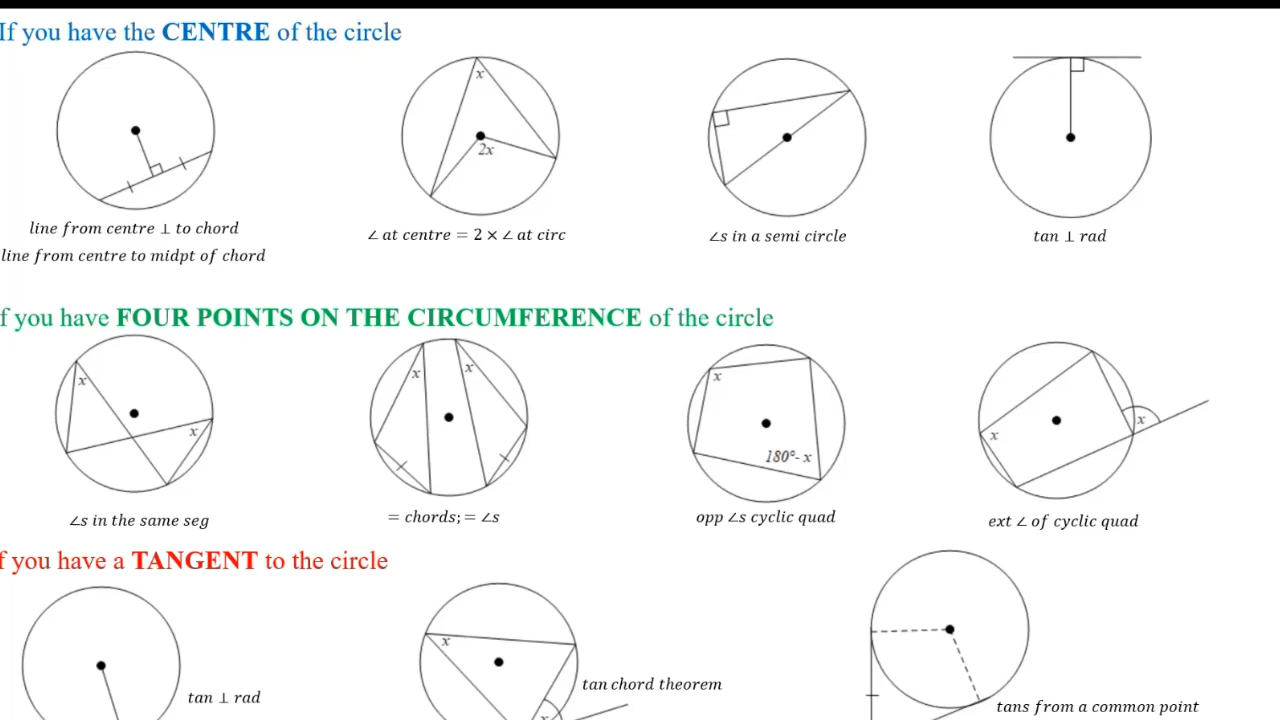 If you have the CENTRE of the circle
x
2x
line from centre ⊥ to chord
line from centre to midpt of chord
∠ at centre = 2 × ∠ at circ
∠s in a semi circle
tan ⊥ rad
f you have FOUR POINTS ON THE CIRCUMFERENCE of the circle
x
x
x
x
x
180°- x
x
x
∠s in the same seg
= chords; = ∠s
opp ∠s cyclic quad
ext ∠ of cyclic quad
f you have a TANGENT to the circle
x
tan ⊥ rad
tan chord theorem
x
tans from a common point